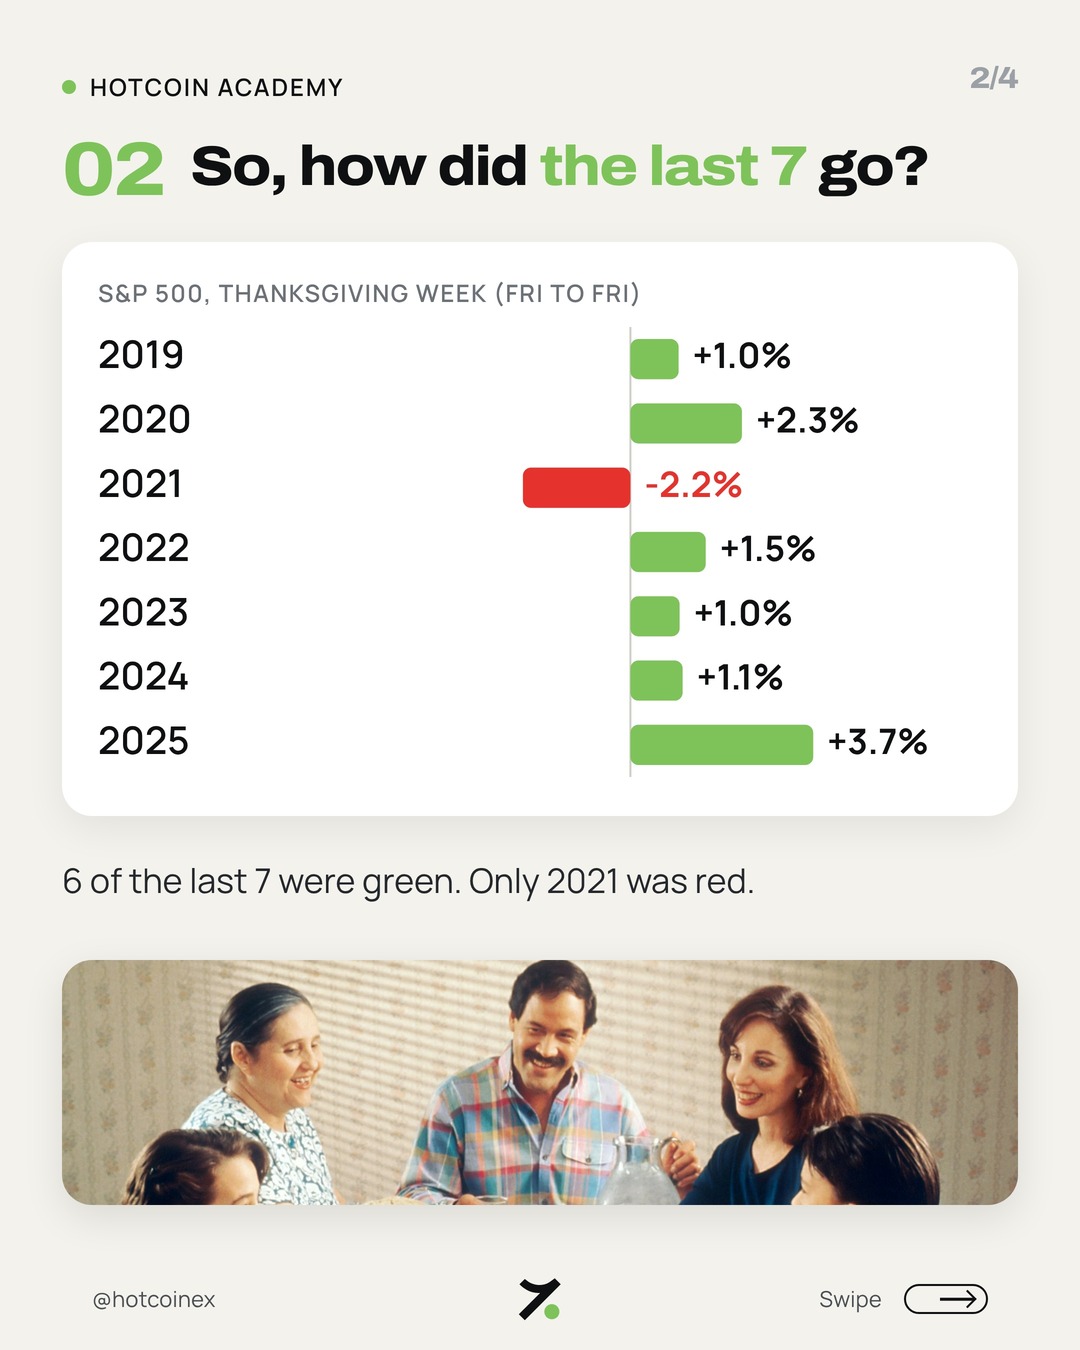 HOTCOIN ACADEMY
2/4
02 So, how did the last 7 go?
S&P 500, THANKSGIVING WEEK (FRI TO FRI)
2019 +1.0%
2020 +2.3%
2021 -2.2%
2022 +1.5%
2023 +1.0%
2024 +1.1%
2025 +3.7%
6 of the last 7 were green. Only 2021 was red.
@hotcoinex
Swipe